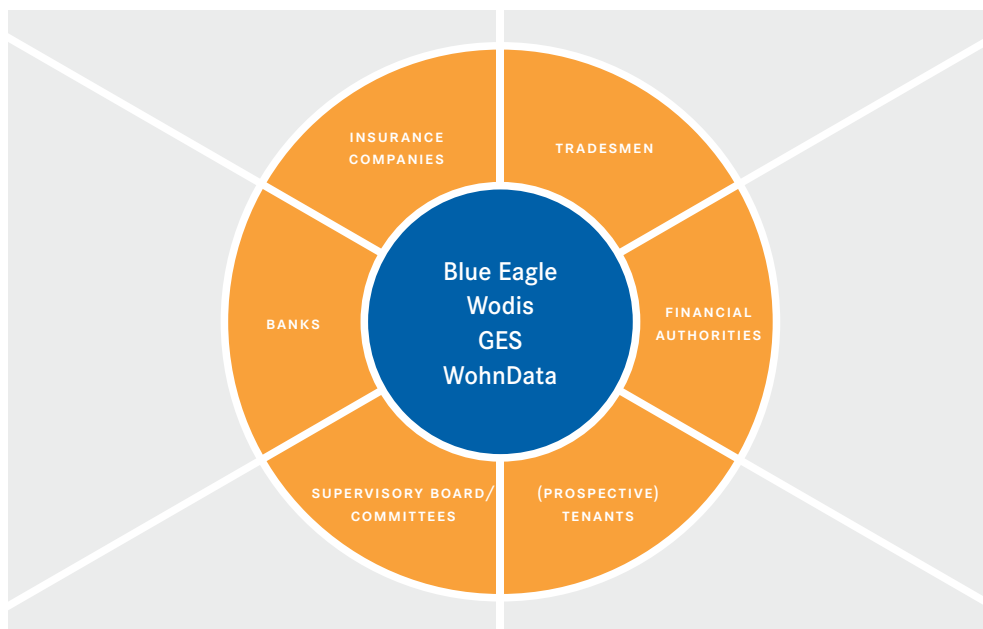 INSURANCE
COMPANIES
TRADESMEN
Blue Eagle
Wodis
GES
WohnData
BANKS
FINANCIAL
AUTHORITIES
SUPERVISORY BOARD/
COMMITTEES
(PROSPECTIVE)
TENANTS